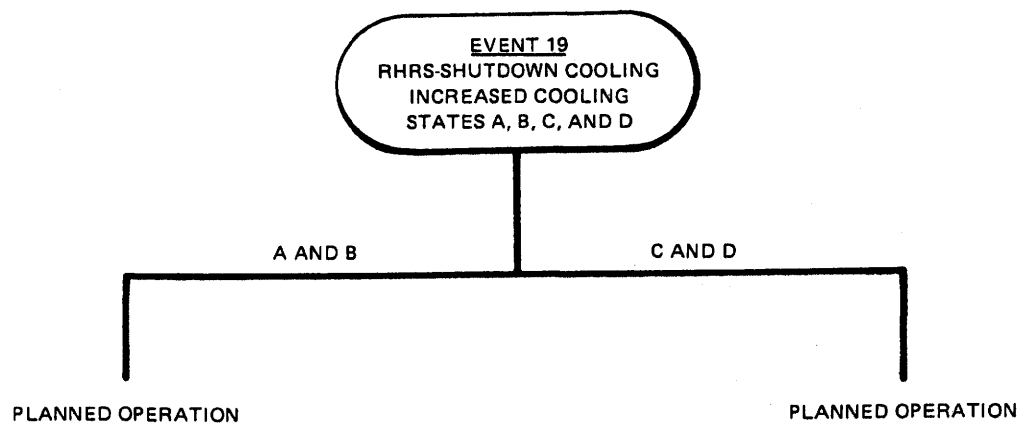 EVENT 19
RHRS-SHUTDOWN COOLING
INCREASED COOLING
STATES A, B, C, AND D
A AND B
C AND D
PLANNED OPERATION
PLANNED OPERATION